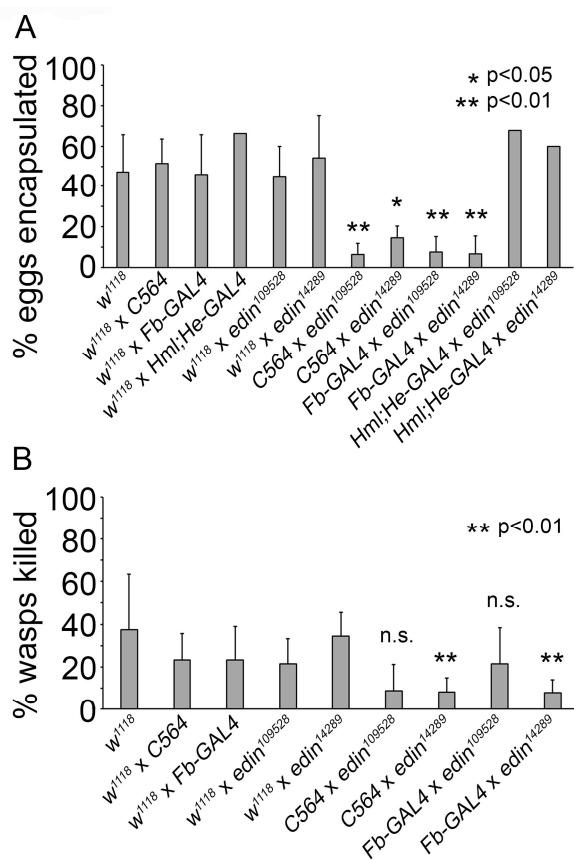 A
% eggs encapsulated
100
80
60
40
20
0
* p<0.05
** p<0.01
**
*
**
**
w1118
w1118 x C564
w1118 x Fb-GAL4
w1118 x Hml;He-GAL4
w1118 x edin109528
w1118 x edin14289
C564 x edin109528
C564 x edin14289
Fb-GAL4 x edin109528
Fb-GAL4 x edin14289
Hml;He-GAL4 x edin109528
Hml;He-GAL4 x edin14289
B
% wasps killed
100
80
60
40
20
0
** p<0.01
n.s.
**
n.s.
**
w1118
w1118 x C564
w1118 x Fb-GAL4
w1118 x edin109528
w1118 x edin14289
C564 x edin109528
C564 x edin14289
Fb-GAL4 x edin109528
Fb-GAL4 x edin14289